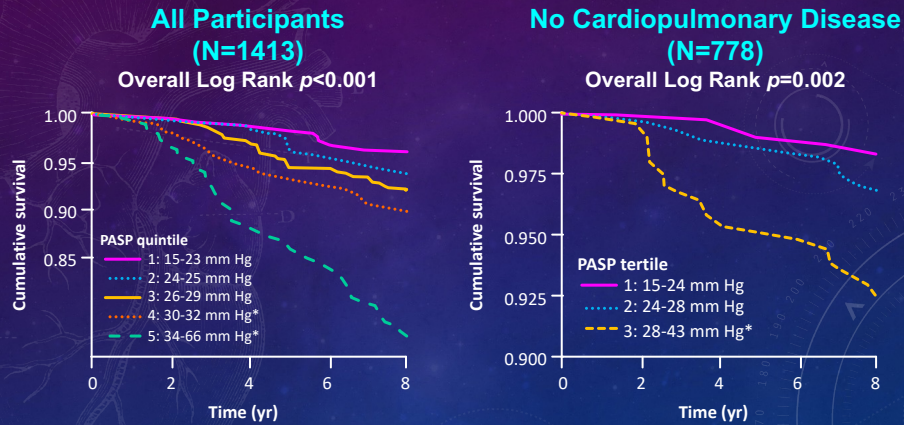 All Participants
(N=1413)
Overall Log Rank p<0.001
Cumulative survival
1.00
0.95
0.90
0.85
PASP quintile
1: 15-23 mm Hg
2: 24-25 mm Hg
3: 26-29 mm Hg
4: 30-32 mm Hg*
5: 34-66 mm Hg*
0 2 4 6 8
Time (yr)
No Cardiopulmonary Disease
(N=778)
Overall Log Rank p=0.002
Cumulative survival
1.000
0.975
0.950
0.925
0.900
PASP tertile
1: 15-24 mm Hg
2: 24-28 mm Hg
3: 28-43 mm Hg*
0 2 4 6 8
Time (yr)